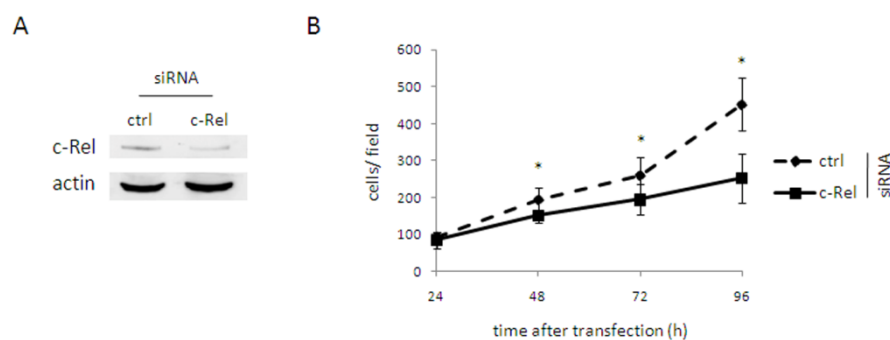 A
siRNA
ctrl c-Rel
c-Rel
actin
B
600
500
400
300
200
100
0
cells/ field
*
*
*
24 48 72 96
time after transfection (h)
ctrl
c-Rel
siRNA